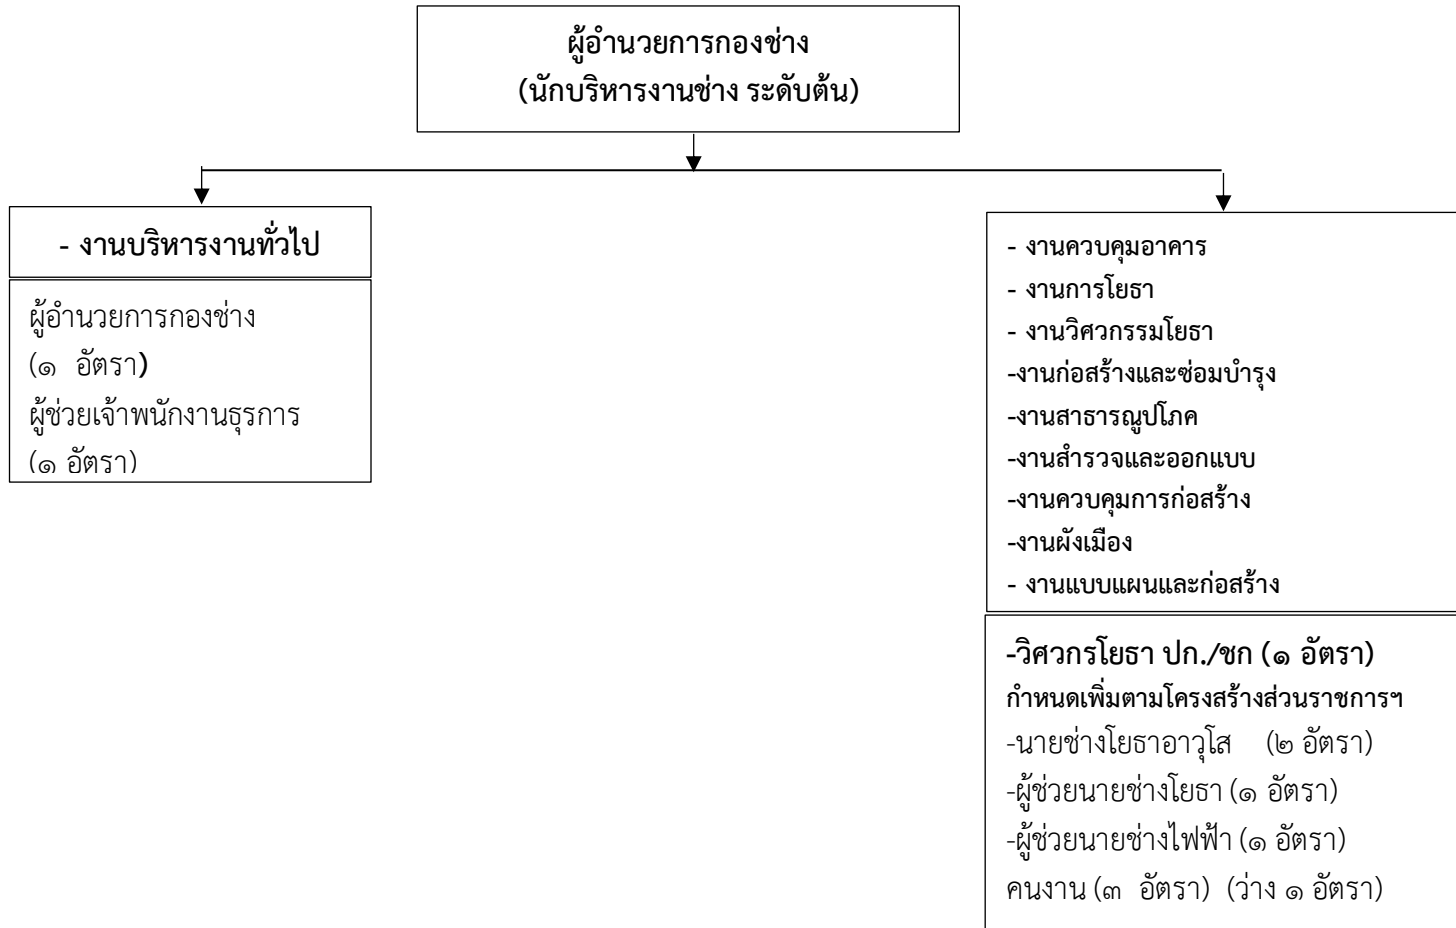 ผู้อำนวยการกองช่าง
(นักบริหารงานช่าง ระดับต้น)
- งานบริหารงานทั่วไป
ผู้อำนวยการกองช่าง
(๑ อัตรา)
ผู้ช่วยเจ้าพนักงานธุรการ
(๑ อัตรา)
- งานควบคุมอาคาร
- งานการโยธา
- งานวิศวกรรมโยธา
-งานก่อสร้างและซ่อมบำรุง
-งานสาธารณูปโภค
-งานสำรวจและออกแบบ
-งานควบคุมการก่อสร้าง
-งานผังเมือง
- งานแบบแผนและก่อสร้าง
-วิศวกรโยธา ปก./ชก (๑ อัตรา)
กำหนดเพิ่มตามโครงสร้างส่วนราชการฯ
-นายช่างโยธาอาวุโส (๒ อัตรา)
-ผู้ช่วยนายช่างโยธา (๑ อัตรา)
-ผู้ช่วยนายช่างไฟฟ้า (๑ อัตรา)
คนงาน (๓ อัตรา) (ว่าง ๑ อัตรา)